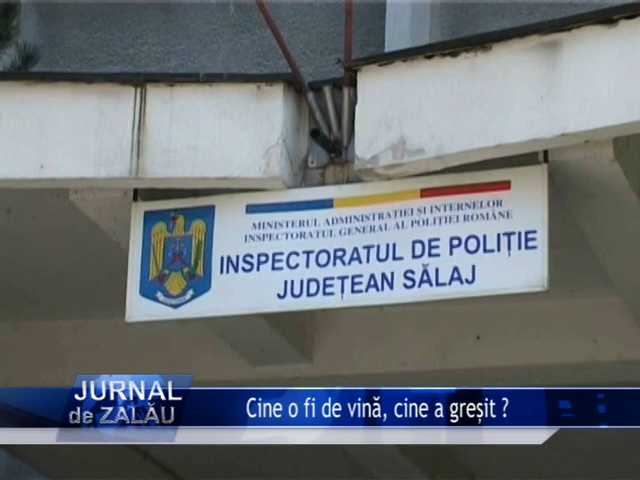 MINISTERUL ADMINISTRATIEI ȘI INTERNELOR
INSPECTORATUL GENERAL AL POLIȚIEI ROMÂNE
INSPECTORATUL DE POLIȚIE
JUDEȚEAN SĂLAJ
JURNAL
de ZALĂU
Cine o fi de vină, cine a greșit ?